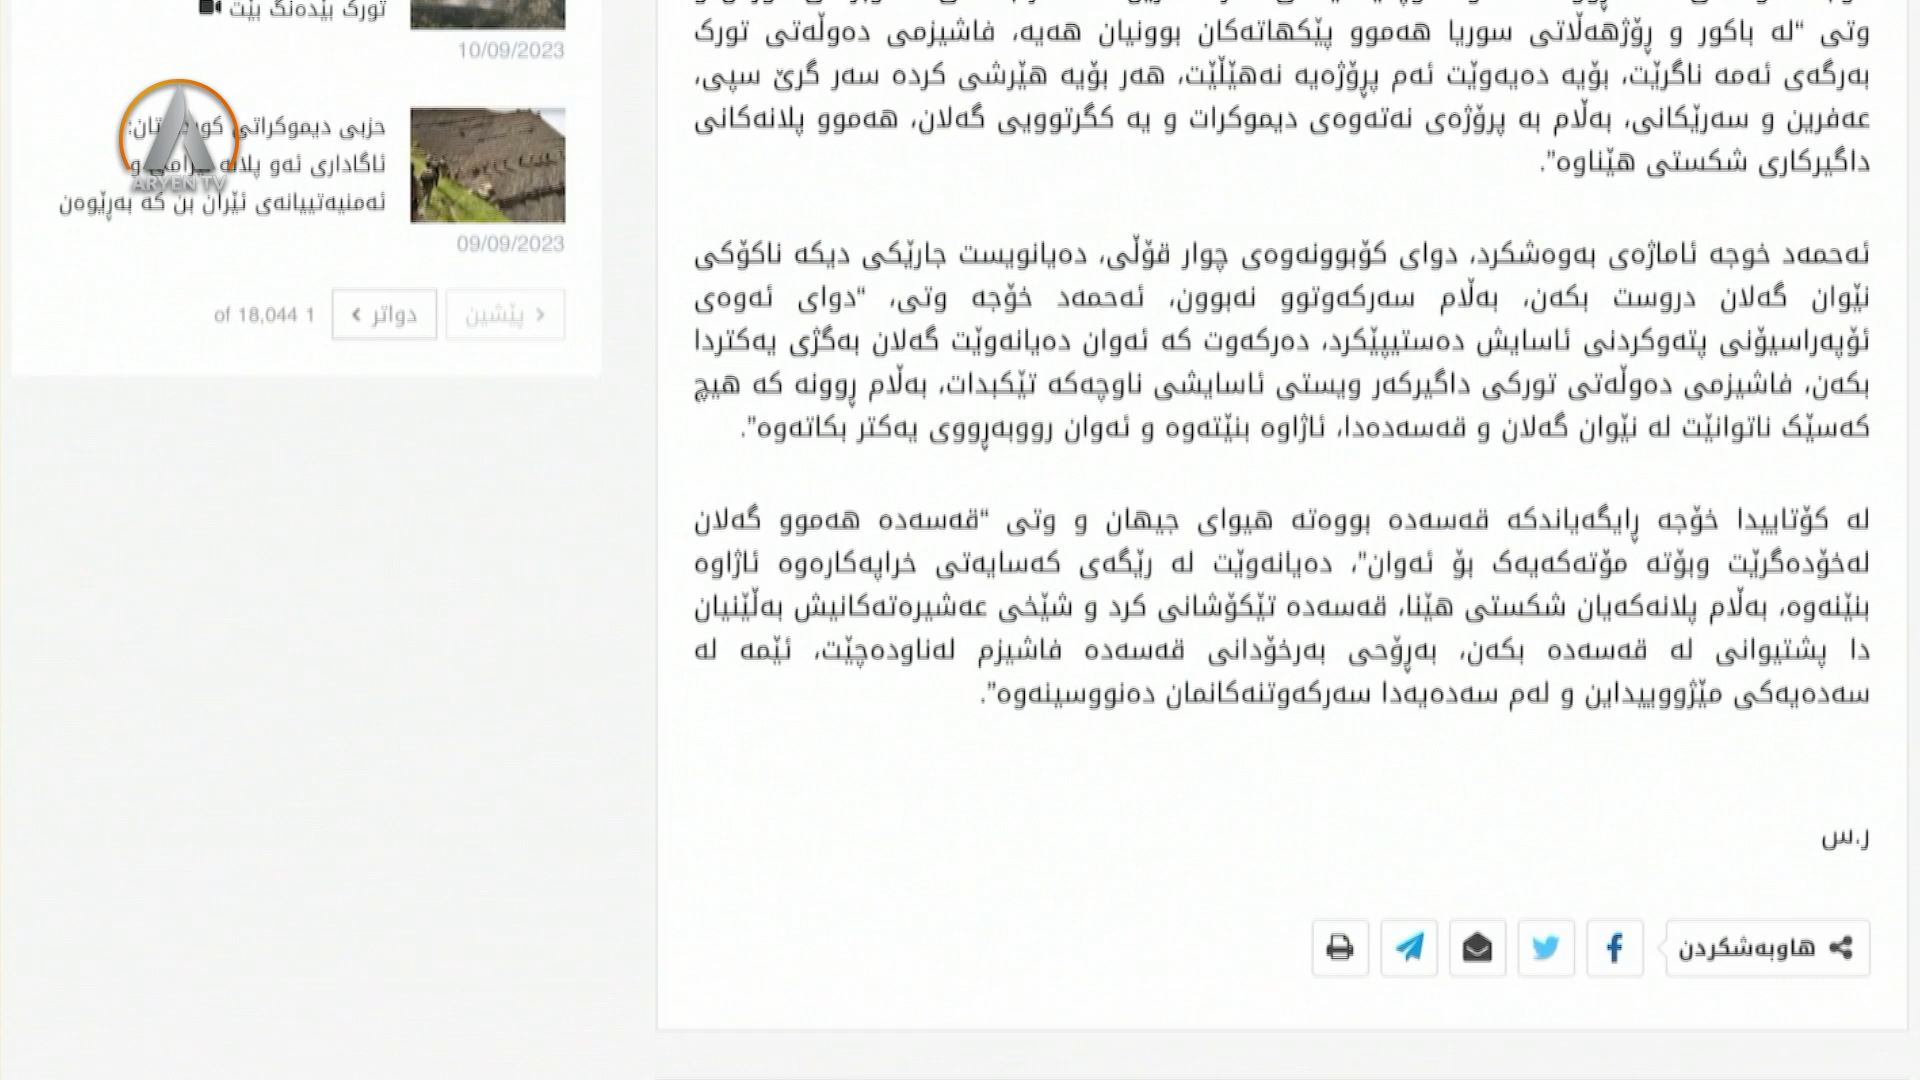 وتی “لە باکور و ڕۆژهەڵاتی سوریا هەموو پێکهاتەکان بوونیان هەیە، فاشیزمی دەوڵەتی تورک
بەرگەی ئەمە ناگرێت، بۆیە دەیەوێت ئەم پرۆژەیە نەهێڵێت، هەر بۆیە هێرشی کردە سەر گرێ سپی،
عەفرین و سەرێکانی، بەڵام بە پرۆژەی نەتەوەی دیموکرات و یە کگرتوویی گەلان، هەموو پلانەکانی
داگیرکاری شکستی هێناوە”.
ئەحمەد خوجە ئاماژەی بەوەشکرد، دوای کۆبوونەوەی چوار قۆڵی، دەیانویست جارێکی دیکە ناکۆکی
نێوان گەلان دروست بکەن، بەڵام سەرکەوتوو نەبوون، ئەحمەد خۆجە وتی، “دوای ئەوەی
ئۆپەراسیۆنی پتەوکردنی ئاسایش دەستیپێکرد، دەرکەوت کە ئەوان دەیانەوێت گەلان بەگژی یەکتردا
بکەن، فاشیزمی دەوڵەتی تورکی داگیرکەر ویستی ئاسایشی ناوچەکە تێکبدات، بەڵام ڕوونە کە هیچ
کەسێک ناتوانێت لە نێوان گەلان و قەسەدەدا، ئاژاوە بنێتەوە و ئەوان رووبەڕووی یەکتر بکاتەوە”.
لە کۆتاییدا خۆجە ڕایگەیاندکە قەسەدە بووەتە هیوای جیهان و وتی “قەسەدە هەموو گەلان
لەخۆدەگرێت وبۆتە مۆتەکەیەک بۆ ئەوان”، دەیانەوێت لە رێگەی کەسایەتی خراپەکارەوە ئاژاوە
بنێنەوە، بەڵام پلانەکەیان شکستی هێنا، قەسەدە تێکۆشانی کرد و شێخی عەشیرەتەکانیش بەڵێنیان
دا پشتیوانی لە قەسەدە بکەن، بەڕۆحی بەرخۆدانی قەسەدە فاشیزم لەناودەچێت، ئێمە لە
سەدەیەکی مێژووییداین و لەم سەدەیەدا سەرکەوتنەکانمان دەنووسینەوە”.
ر.س
هاوبەشکردن
تورک بێدەنگ بێت
10/09/2023
حزبی دیموکراتی
ئاگاداری ئەو پلانە
ئەمنیەتییانەی ئێران بن کە بەڕێوەن
09/09/2023
پێشین
دواتر
1 of 18,044
ARYEN TV